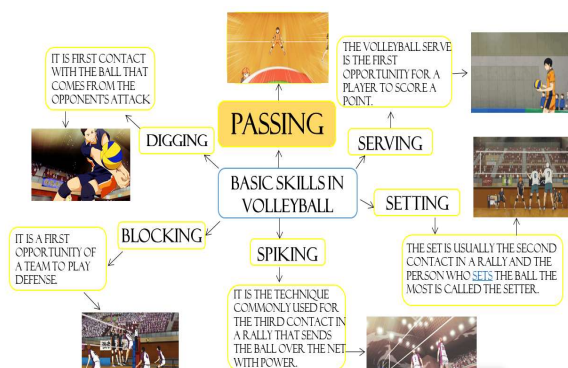 IT IS FIRST CONTACT
WITH THE BALL THAT
COMES FROM THE
OPPONENT'S ATTACK
THE VOLLEYBALL SERVE
IS THE FIRST
OPPORTUNITY FOR A
PLAYER TO SCORE A
POINT.
PASSING
DIGGING
SERVING
BASIC SKILLS IN
VOLLEYBALL
SETTING
BLOCKING
SPIKING
IT IS A FIRST
OPPORTUNITY OF
A TEAM TO PLAY
DEFENSE.
THE SET IS USUALLY THE SECOND
CONTACT IN A RALLY AND THE
PERSON WHO SETS THE BALL THE
MOST IS CALLED THE SETTER.
IT IS THE TECHNIQUE
COMMONLY USED FOR
THE THIRD CONTACT IN
A RALLY THAT SENDS
THE BALL OVER THE NET
WITH POWER.